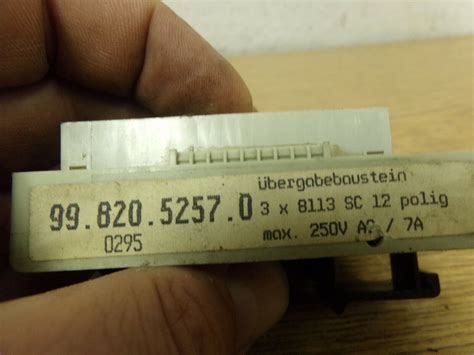 übergabebaustein
99.820.5257.0 3 x 8113 SC 12 polig
0295 max. 250V AC / 7A